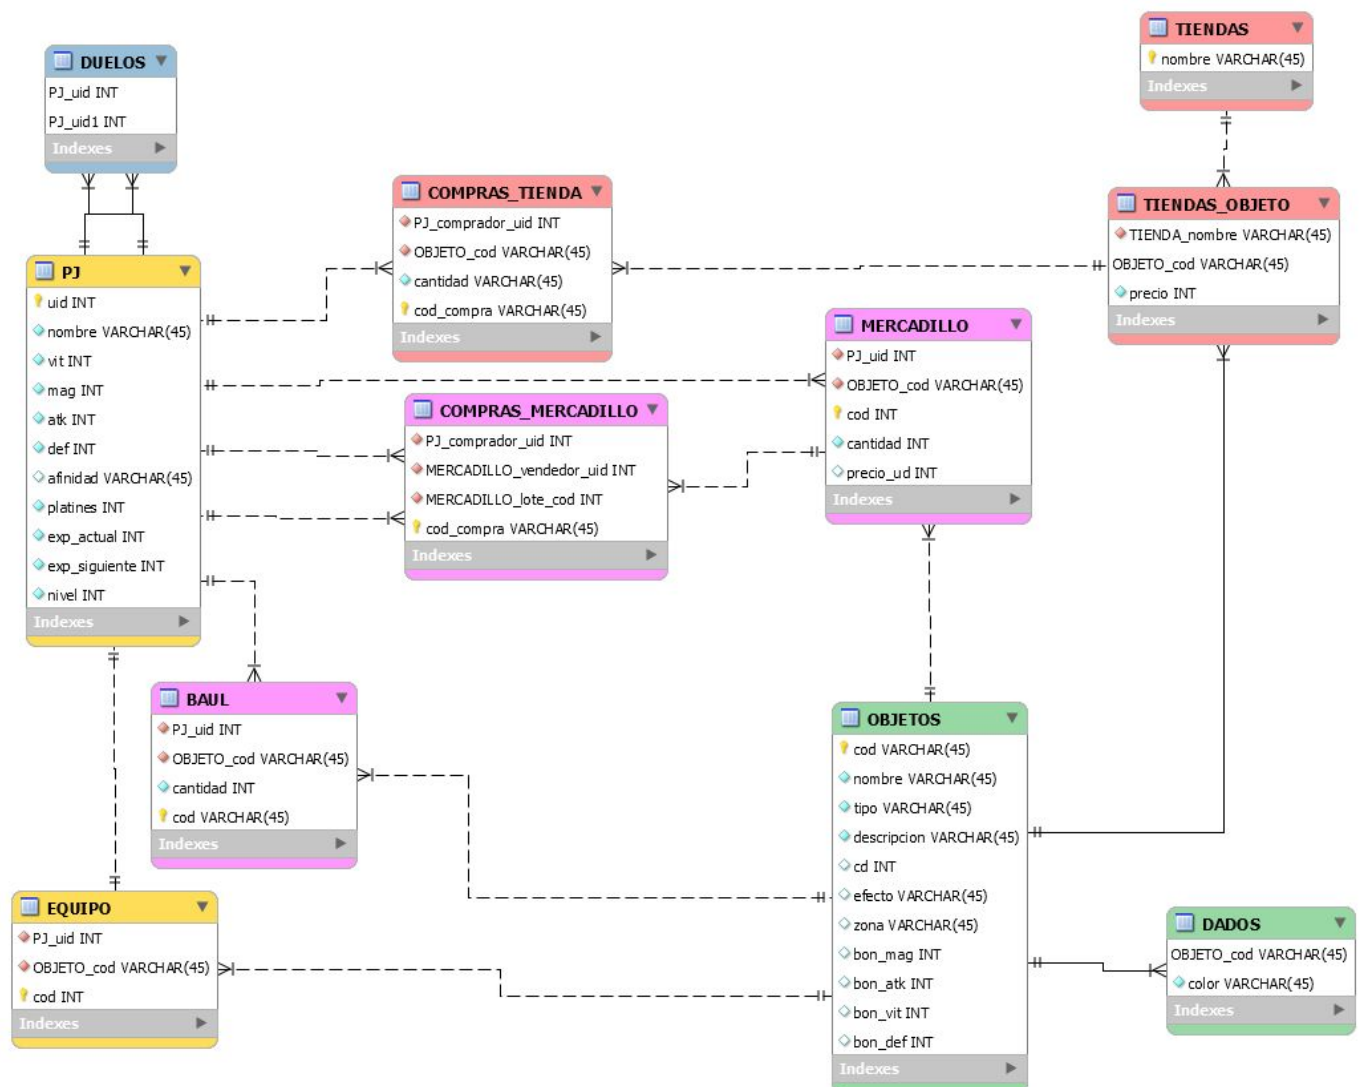 TIENDAS
nombre VARCHAR(45)
Indexes
DUELOS
PJ_uid INT
PJ_uid1 INT
Indexes
COMPRAS_TIENDA
PJ_comprador_uid INT
OBJETO_cod VARCHAR(45)
cantidad VARCHAR(45)
cod_compra VARCHAR(45)
Indexes
TIENDAS_OBJETO
TIENDA_nombre VARCHAR(45)
OBJETO_cod VARCHAR(45)
precio INT
Indexes
PJ
uid INT
nombre VARCHAR(45)
vit INT
mag INT
atk INT
def INT
afinidad VARCHAR(45)
platines INT
exp_actual INT
exp_siguiente INT
nivel INT
Indexes
MERCADILLO
PJ_uid INT
OBJETO_cod VARCHAR(45)
cod INT
cantidad INT
precio_ud INT
Indexes
COMPRAS_MERCADILLO
PJ_comprador_uid INT
MERCADILLO_vendedor_uid INT
MERCADILLO_lote_cod INT
cod_compra VARCHAR(45)
Indexes
BAUL
PJ_uid INT
OBJETO_cod VARCHAR(45)
cantidad INT
cod VARCHAR(45)
Indexes
OBJETOS
cod VARCHAR(45)
nombre VARCHAR(45)
tipo VARCHAR(45)
descripcion VARCHAR(45)
cd INT
efecto VARCHAR(45)
zona VARCHAR(45)
bon_mag INT
bon_atk INT
bon_vit INT
bon_def INT
Indexes
EQUIPO
PJ_uid INT
OBJETO_cod VARCHAR(45)
cod INT
Indexes
DADOS
OBJETO_cod VARCHAR(45)
color VARCHAR(45)
Indexes